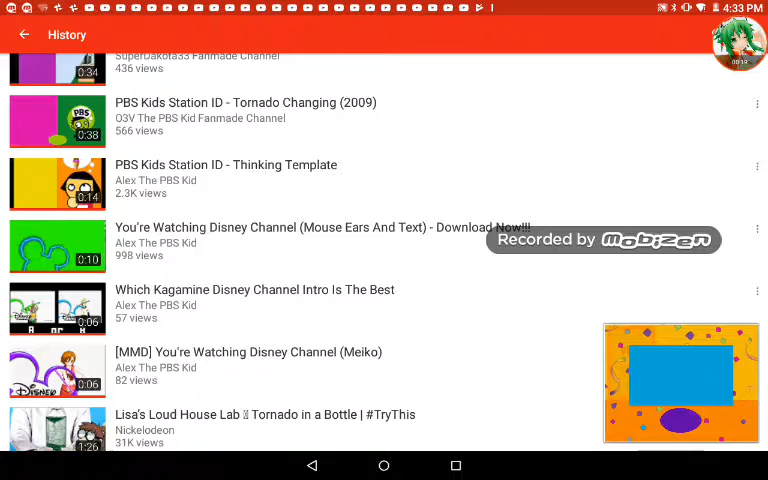 4:33 PM
History
00:19
SuperDakota33 Fanmade Channel
436 views
0:34
PBS Kids Station ID - Tornado Changing (2009)
O3V The PBS Kid Fanmade Channel
566 views
PBS
0:38
PBS Kids Station ID - Thinking Template
Alex The PBS Kid
2.3K views
0:14
You're Watching Disney Channel (Mouse Ears And Text) - Download Now!!!
Alex The PBS Kid
998 views
0:10
Recorded by Mobizen
Which Kagamine Disney Channel Intro Is The Best
Alex The PBS Kid
57 views
A OR K
0:06
[MMD] You're Watching Disney Channel (Meiko)
Alex The PBS Kid
82 views
Disney
0:06
Lisa's Loud House Lab Tornado in a Bottle | #TryThis
Nickelodeon
31K views
1:26